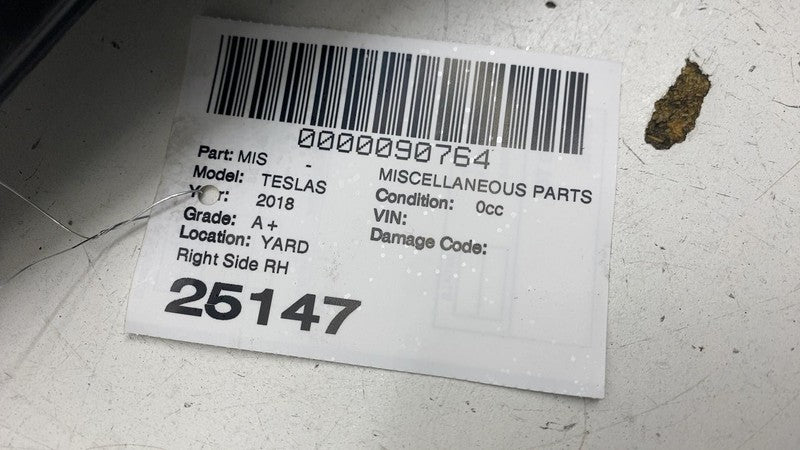 0000090764
Part: MIS - MISCELLANEOUS PARTS
Model: TESLAS Condition: 0cc
Year: 2018 VIN:
Grade: A+ Damage Code:
Location: YARD
Right Side RH
25147